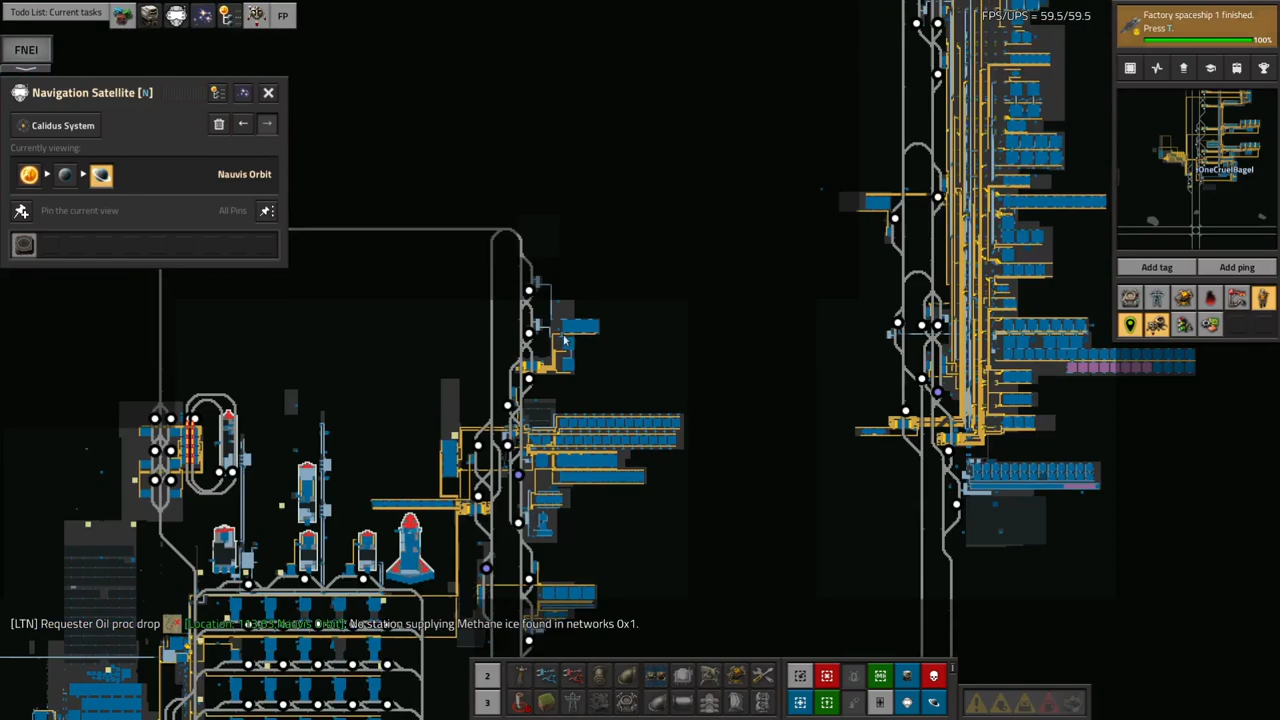 Todo List: Current tasks
FP
FPS/UPS = 59.5/59.5
Factory spaceship 1 finished.
Press T.
100%
FNEI
Navigation Satellite [N]
Calidus System
Currently viewing:
Nauvis Orbit
Pin the current view
All Pins
OneCruelBagel
Add tag
Add ping
[LTN] Requester Oil proc drop
No station supplying Methane ice found in networks 0x1.
2
3